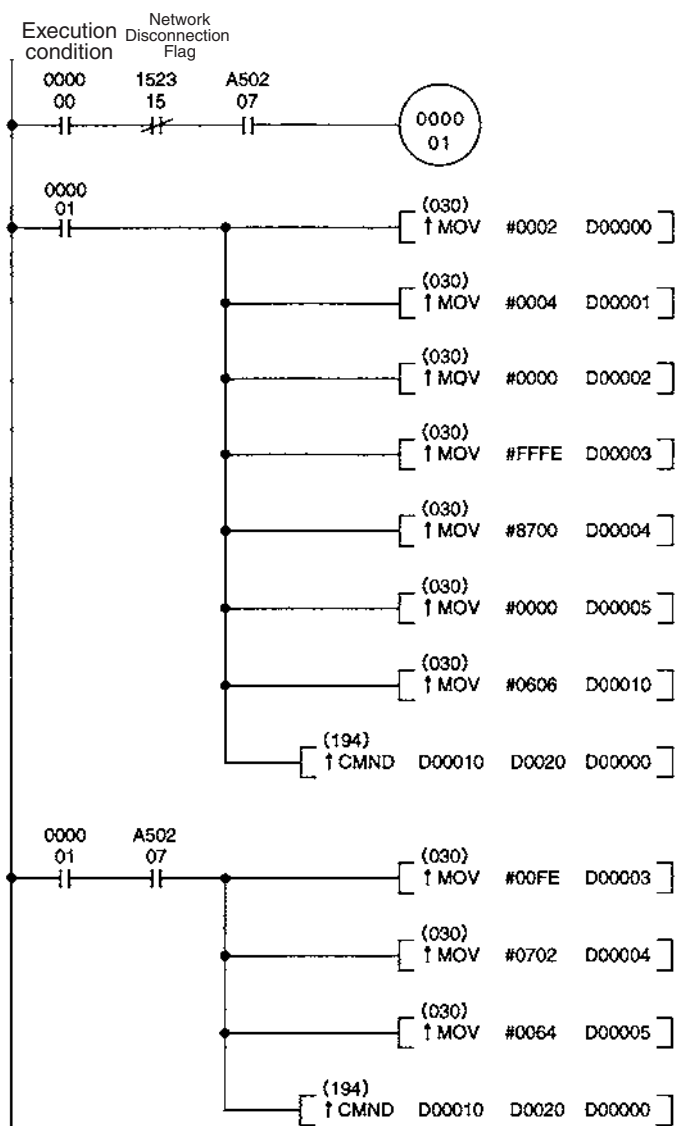 Execution condition
Network Disconnection Flag
0000 00
1523 15
A502 07
0000 01
0000 01
(030)
↑ MOV #0002 D00000
(030)
↑ MOV #0004 D00001
(030)
↑ MOV #0000 D00002
(030)
↑ MOV #FFFE D00003
(030)
↑ MOV #8700 D00004
(030)
↑ MOV #0000 D00005
(030)
↑ MOV #0606 D00010
(194)
↑ CMND D00010 D0020 D00000
0000 01
A502 07
(030)
↑ MOV #00FE D00003
(030)
↑ MOV #0702 D00004
(030)
↑ MOV #0064 D00005
(194)
↑ CMND D00010 D0020 D00000